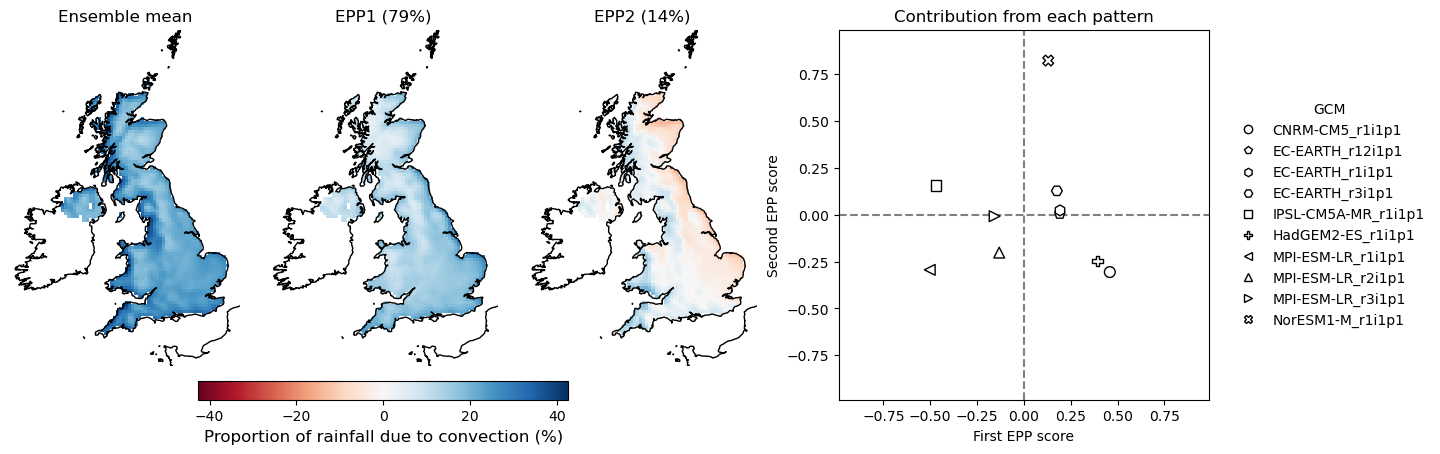 Ensemble mean
EPP1 (79%)
EPP2 (14%)
−40
−20
0
20
40
Proportion of rainfall due to convection (%)
Contribution from each pattern
Second EPP score
0.75
0.50
0.25
0.00
−0.25
−0.50
−0.75
−0.75
−0.50
−0.25
0.00
0.25
0.50
0.75
First EPP score
GCM
CNRM-CM5_r1i1p1
EC-EARTH_r12i1p1
EC-EARTH_r1i1p1
EC-EARTH_r3i1p1
IPSL-CM5A-MR_r1i1p1
HadGEM2-ES_r1i1p1
MPI-ESM-LR_r1i1p1
MPI-ESM-LR_r2i1p1
MPI-ESM-LR_r3i1p1
NorESM1-M_r1i1p1